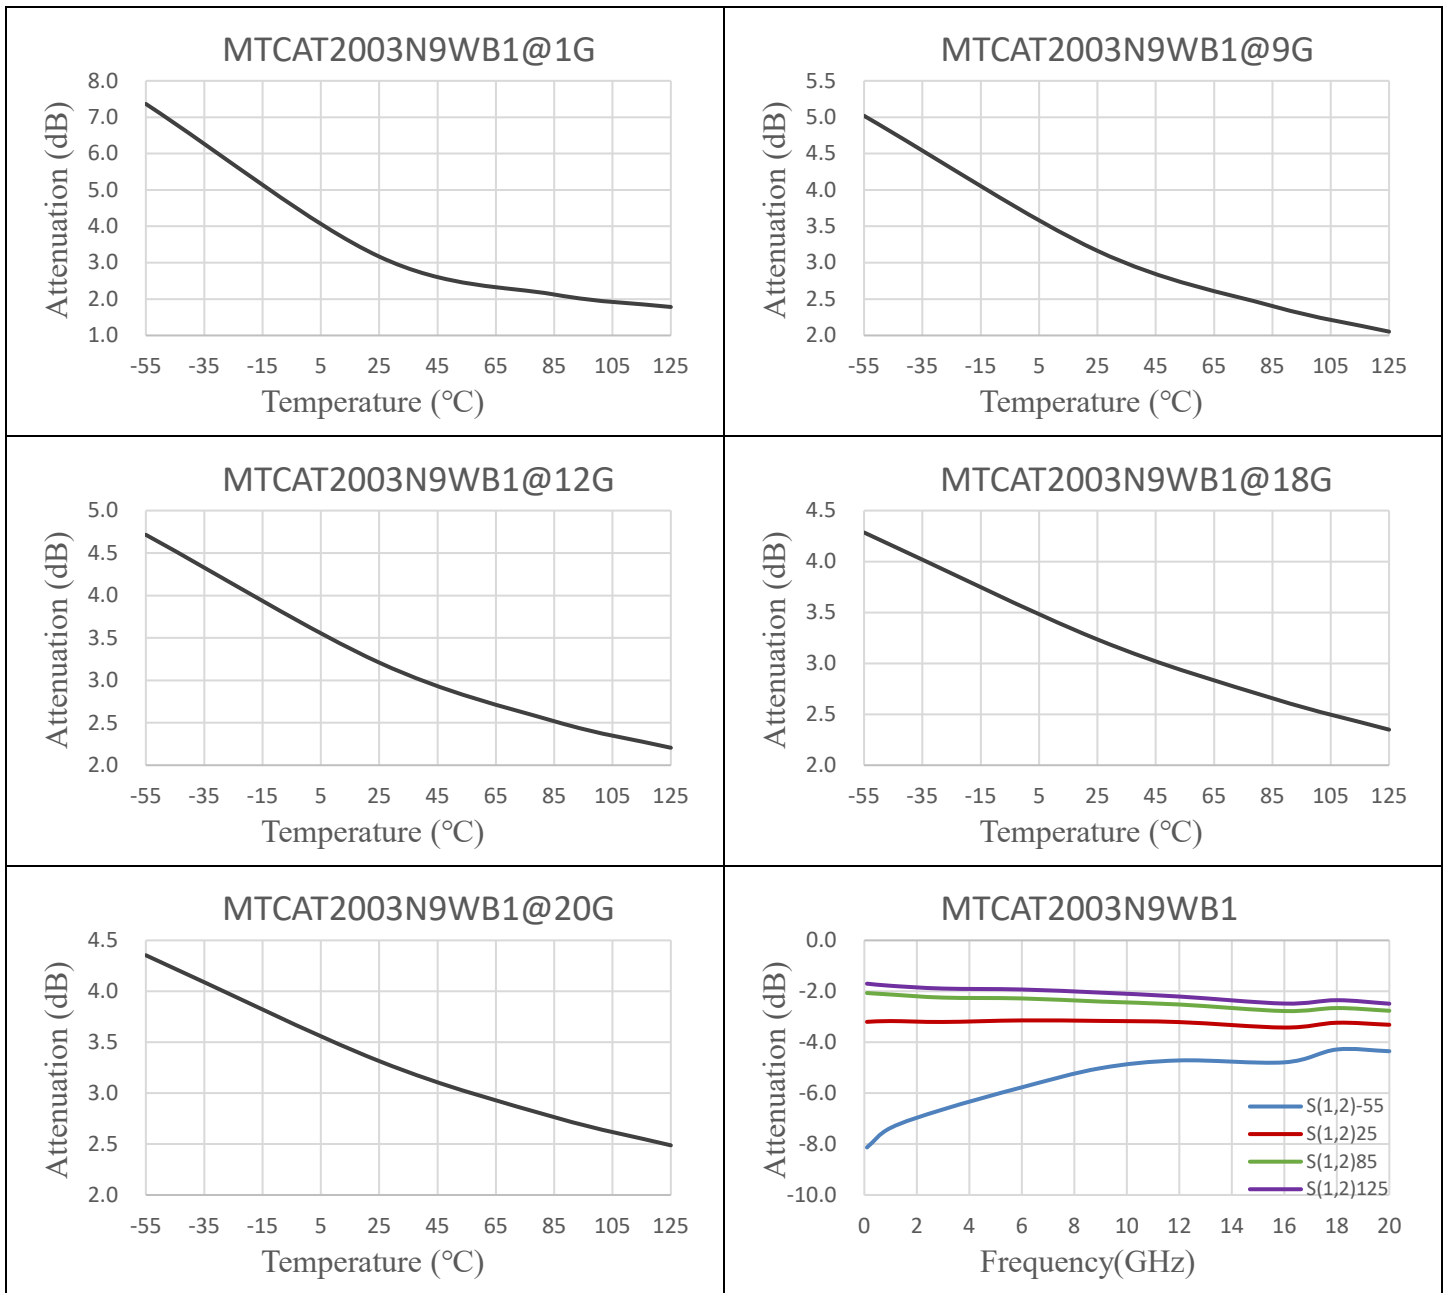 MTCAT2003N9WB1@1G
Attenuation (dB)
8.0
7.0
6.0
5.0
4.0
3.0
2.0
1.0
-55 -35 -15 5 25 45 65 85 105 125
Temperature (℃)
MTCAT2003N9WB1@9G
Attenuation (dB)
5.5
5.0
4.5
4.0
3.5
3.0
2.5
2.0
-55 -35 -15 5 25 45 65 85 105 125
Temperature (℃)
MTCAT2003N9WB1@12G
Attenuation (dB)
5.0
4.5
4.0
3.5
3.0
2.5
2.0
-55 -35 -15 5 25 45 65 85 105 125
Temperature (℃)
MTCAT2003N9WB1@18G
Attenuation (dB)
4.5
4.0
3.5
3.0
2.5
2.0
-55 -35 -15 5 25 45 65 85 105 125
Temperature (℃)
MTCAT2003N9WB1@20G
Attenuation (dB)
4.5
4.0
3.5
3.0
2.5
2.0
-55 -35 -15 5 25 45 65 85 105 125
Temperature (℃)
MTCAT2003N9WB1
Attenuation (dB)
0.0
-2.0
-4.0
-6.0
-8.0
-10.0
S(1,2)-55
S(1,2)25
S(1,2)85
S(1,2)125
0 2 4 6 8 10 12 14 16 18 20
Frequency(GHz)